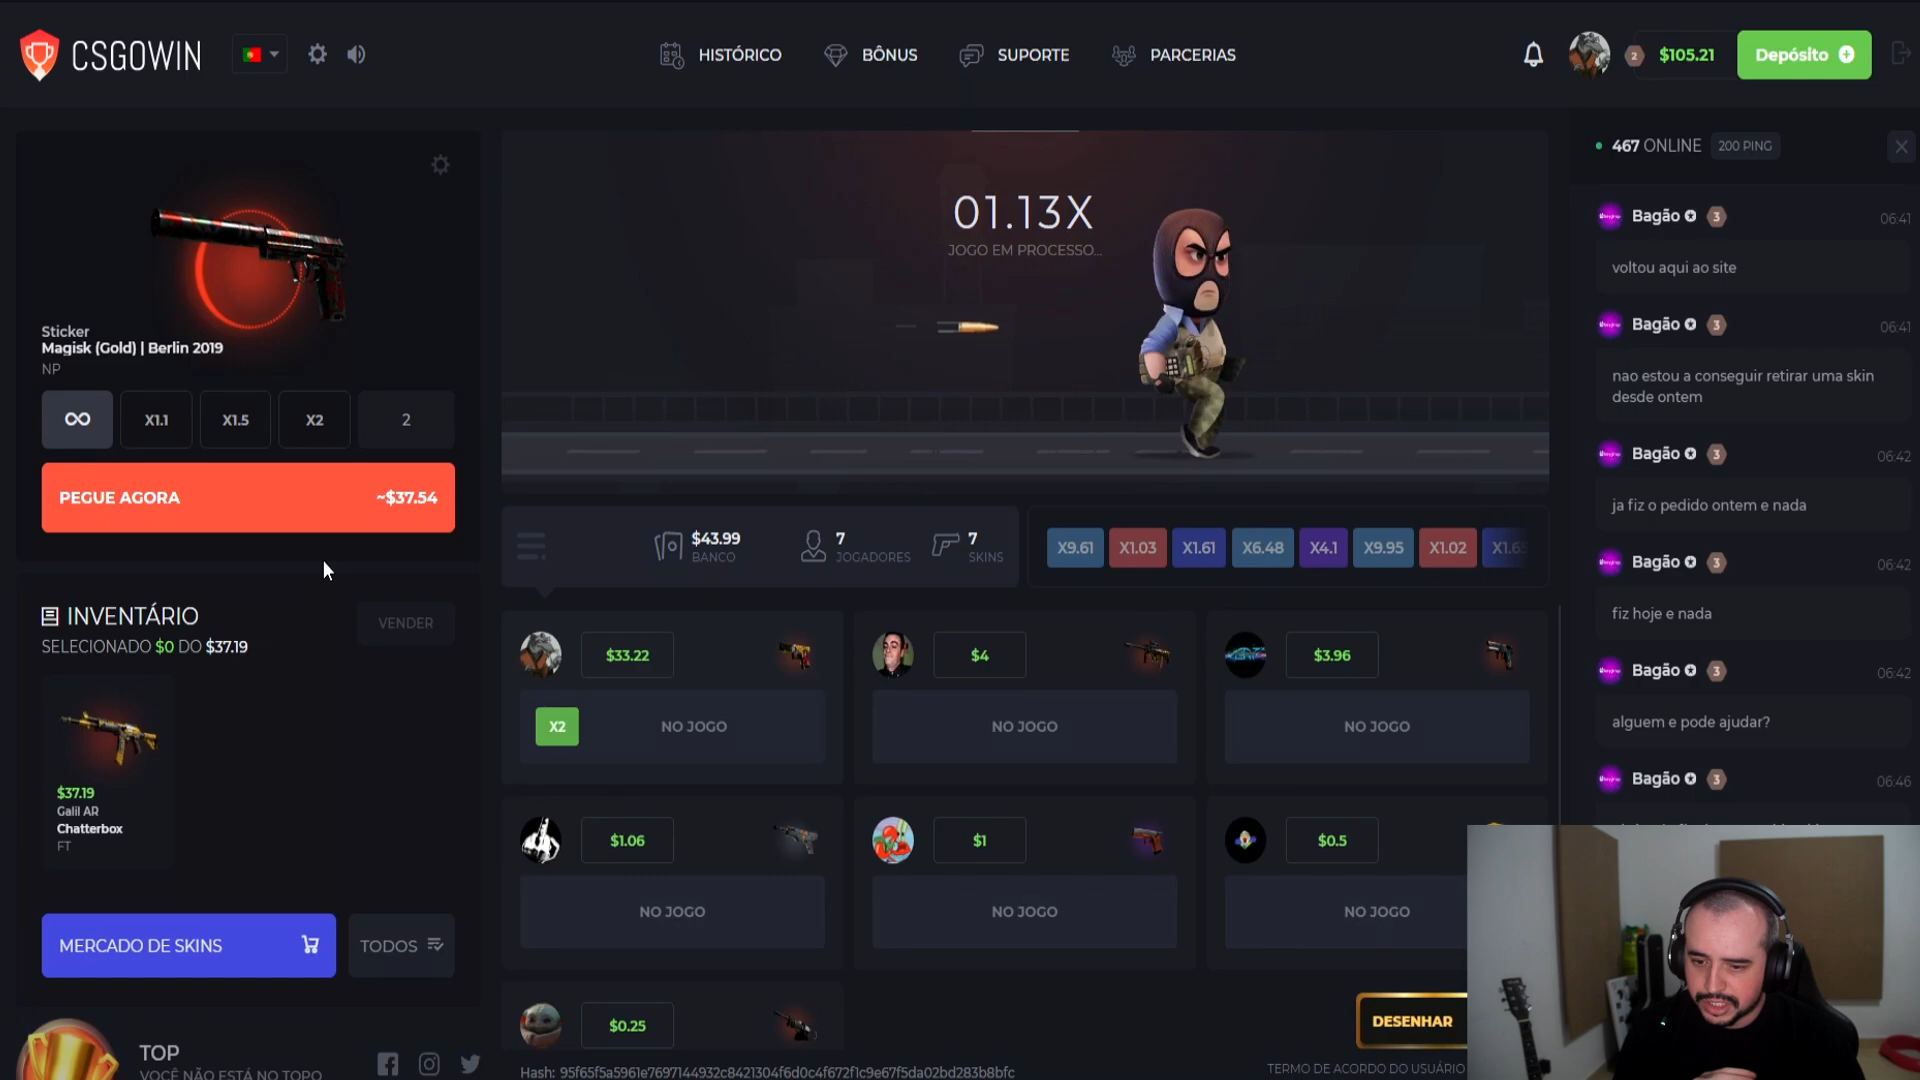 CSGOWIN
HISTÓRICO
BÔNUS
SUPORTE
PARCERIAS
2
$105.21
Depósito
Sticker
Magisk (Gold) | Berlin 2019
NP
∞
X1.1
X1.5
X2
2
PEGUE AGORA
~$37.54
INVENTÁRIO
SELECIONADO $0 DO $37.19
VENDER
$37.19
Galil AR
Chatterbox
FT
MERCADO DE SKINS
TODOS
TOP
VOCÊ NÃO ESTÁ NO TOPO
01.13X
JOGO EM PROCESSO...
$43.99
BANCO
7
JOGADORES
7
SKINS
X9.61
X1.03
X1.61
X6.48
X4.1
X9.95
X1.02
$33.22
X2
NO JOGO
$4
NO JOGO
$3.96
NO JOGO
$1.06
NO JOGO
$1
NO JOGO
$0.5
NO JOGO
$0.25
DESENHAR
Hash: 95f65f5a5961e7697144932c8421304f6d0c4f672f1c9e67f5da02bd283b8bfc
TERMO DE ACORDO DO USUÁRIO
467 ONLINE
200 PING
Bagão 3
06:41
voltou aqui ao site
Bagão 3
06:41
nao estou a conseguir retirar uma skin
desde ontem
Bagão 3
06:42
ja fiz o pedido ontem e nada
Bagão 3
06:42
fiz hoje e nada
Bagão 3
06:42
alguem e pode ajudar?
Bagão 3
06:46